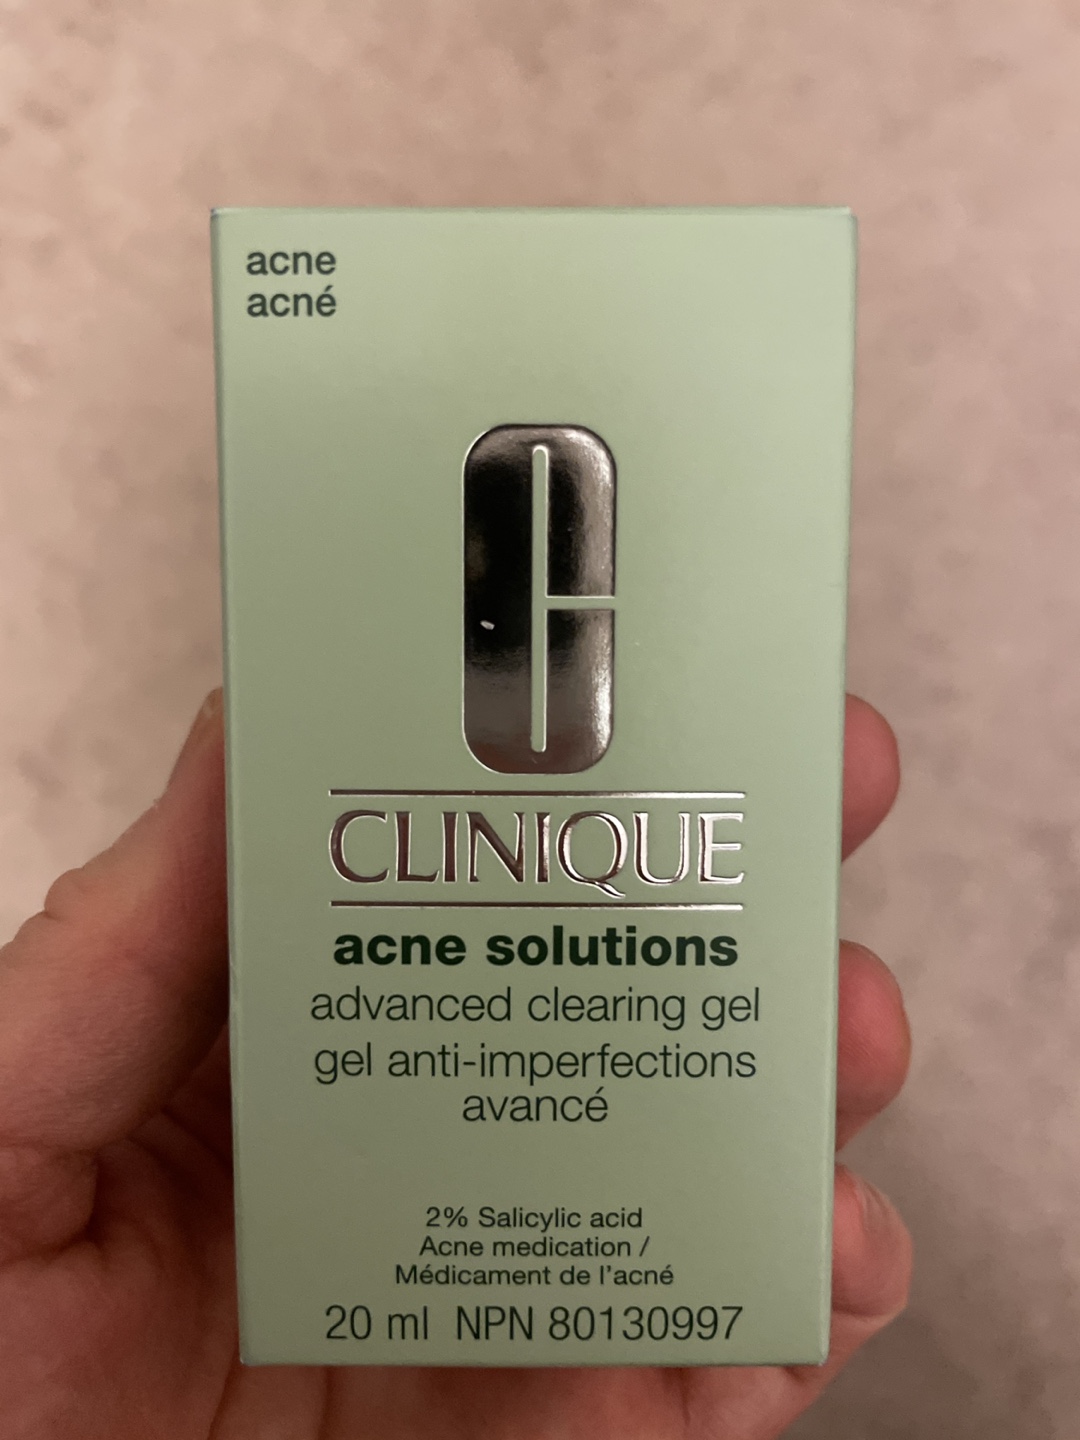 acne
acné
CLINIQUE
acne solutions
advanced clearing gel
gel anti-imperfections
avancé
2% Salicylic acid
Acne medication /
Médicament de l'acné
20 ml NPN 80130997